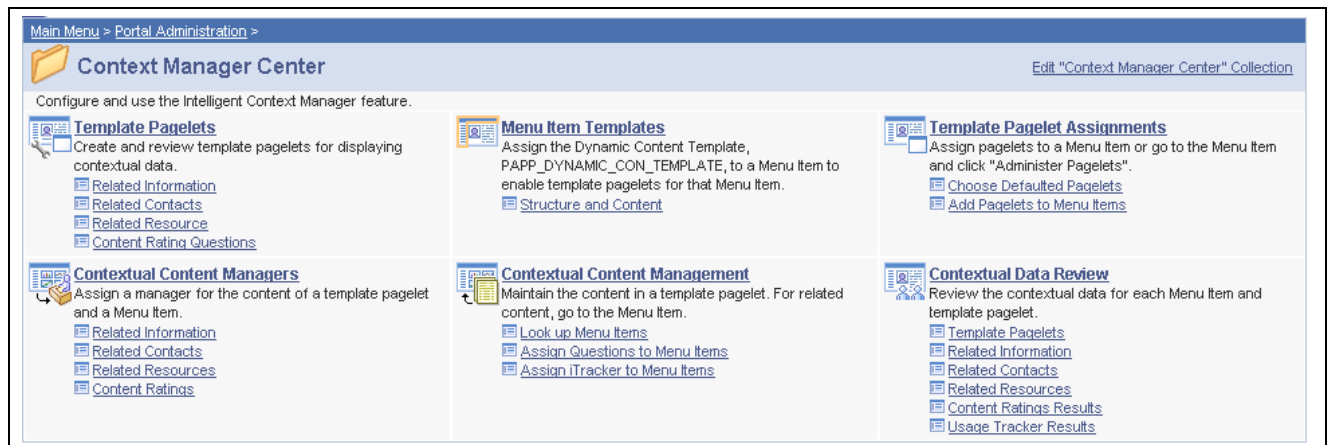 Main Menu > Portal Administration >
Context Manager Center
Edit "Context Manager Center" Collection
Configure and use the Intelligent Context Manager feature.
Template Pagelets
Create and review template pagelets for displaying
contextual data.
Related Information
Related Contacts
Related Resource
Content Rating Questions
Menu Item Templates
Assign the Dynamic Content Template,
PAPP_DYNAMIC_CON_TEMPLATE, to a Menu Item to
enable template pagelets for that Menu Item.
Structure and Content
Template Pagelet Assignments
Assign pagelets to a Menu Item or go to the Menu Item
and click "Administer Pagelets".
Choose Defaulted Pagelets
Add Pagelets to Menu Items
Contextual Content Managers
Assign a manager for the content of a template pagelet
and a Menu Item.
Related Information
Related Contacts
Related Resources
Content Ratings
Contextual Content Management
Maintain the content in a template pagelet. For related
content, go to the Menu Item.
Look up Menu Items
Assign Questions to Menu Items
Assign iTracker to Menu Items
Contextual Data Review
Review the contextual data for each Menu Item and
template pagelet.
Template Pagelets
Related Information
Related Contacts
Related Resources
Content Ratings Results
Usage Tracker Results